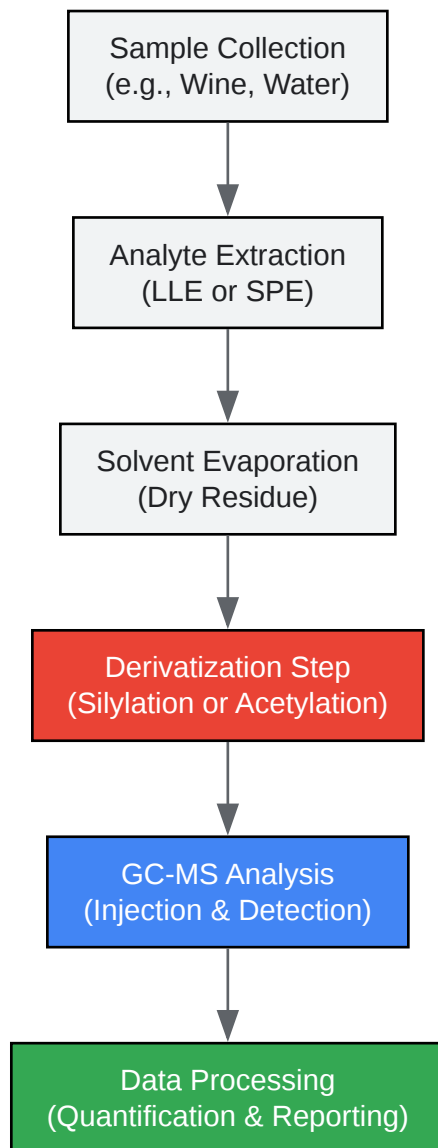 Sample Collection
(e.g., Wine, Water)
Analyte Extraction
(LLE or SPE)
Solvent Evaporation
(Dry Residue)
Derivatization Step
(Silylation or Acetylation)
GC-MS Analysis
(Injection & Detection)
Data Processing
(Quantification & Reporting)